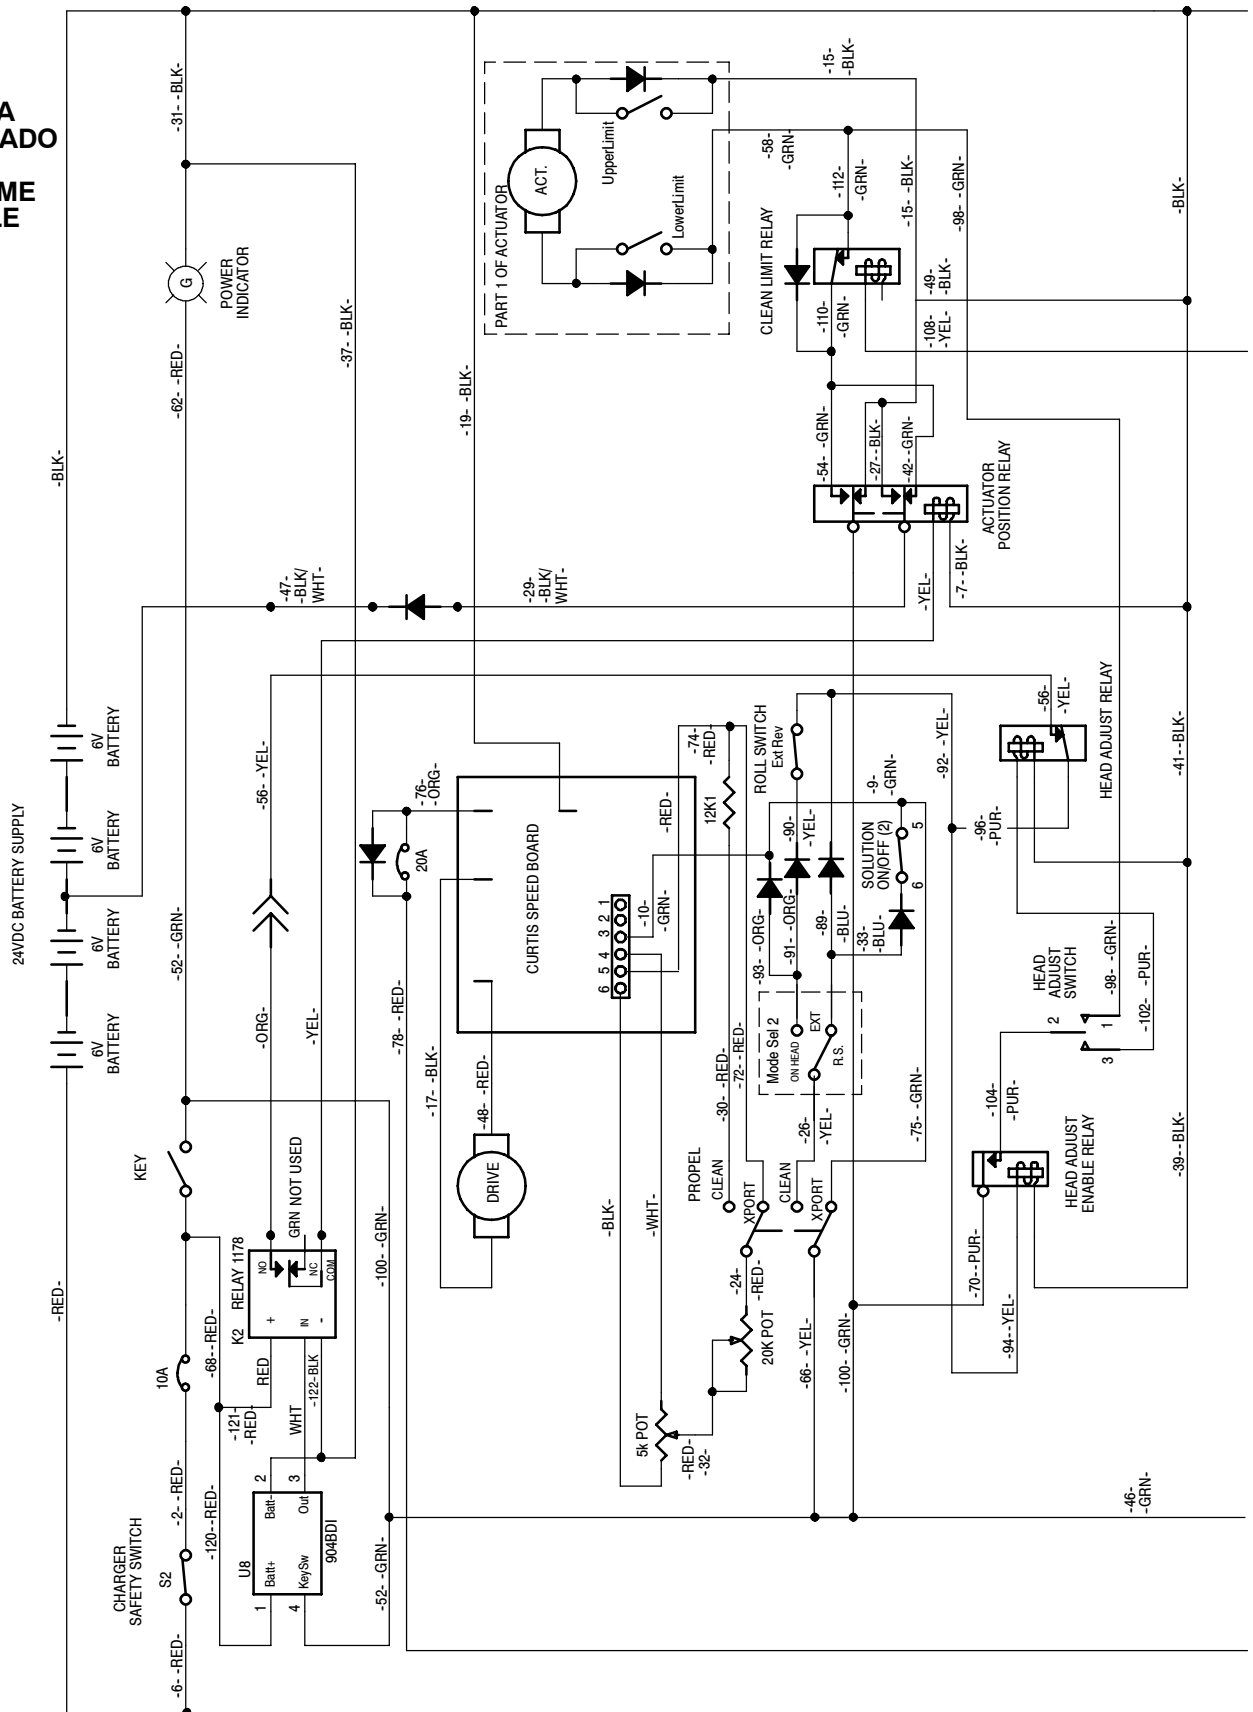 A
ADO
ME
LE
24VDC BATTERY SUPPLY
6V
BATTERY
6V
BATTERY
6V
BATTERY
6V
BATTERY
-RED-
-BLK-
-BLK-
CHARGER
SAFETY SWITCH
S2
-6- -RED-
-2- -RED-
10A
KEY
-52- -GRN-
-62- -RED-
G
POWER
INDICATOR
-31- -BLK-
-37- -BLK-
-120--RED-
-68--RED-
-121-
-RED-
U8
Batt+
Batt-
KeySw
Out
1
2
3
4
904BDI
RED
WHT
-122-BLK
K2
RELAY 1178
+
IN
-
NO
NC
COM
GRN NOT USED
-ORG-
-YEL-
-56- -YEL-
-52- -GRN-
-100- -GRN-
-78- -RED-
20A
-76-
-ORG-
-47-
-BLK/
WHT-
-29-
-BLK/
WHT-
-19- -BLK-
-17- -BLK-
-48- -RED-
DRIVE
CURTIS SPEED BOARD
6 5 4 3 2 1
-10-
-GRN-
-RED-
-74-
-RED-
12K1
-BLK-
-WHT-
5k POT
-RED-
-32-
20K POT
-24-
-RED-
PROPEL
CLEAN
XPORT
CLEAN
XPORT
-30- -RED-
-72- -RED-
-26-
-YEL-
-66- -YEL-
-100- -GRN-
-75- -GRN-
Mode Sel 2
ON HEAD
EXT
R.S.
-93- -ORG-
-91- -ORG-
-90-
-YEL-
-89-
-BLU-
-33-
-BLU-
ROLL SWITCH
Ext Rev
SOLUTION
ON/OFF (2)
6
5
-9-
-GRN-
-92- -YEL-
PART 1 OF ACTUATOR
ACT.
UpperLimit
LowerLimit
-15-
-BLK-
-58-
-GRN-
-112-
-GRN-
-15- -BLK-
-98- -GRN-
CLEAN LIMIT RELAY
-110-
-GRN-
-49-
-BLK-
-108-
-YEL-
-54- -GRN-
-27--BLK-
-42--GRN-
ACTUATOR
POSITION RELAY
-YEL-
-7--BLK-
-56-
-YEL-
HEAD ADJUST RELAY
-96-
-PUR-
-41--BLK-
HEAD
ADJUST
SWITCH
2
1
3
-98- -GRN-
-102- -PUR-
-104-
-PUR-
HEAD ADJUST
ENABLE RELAY
-70--PUR-
-94--YEL-
-39--BLK-
-46-
-GRN-